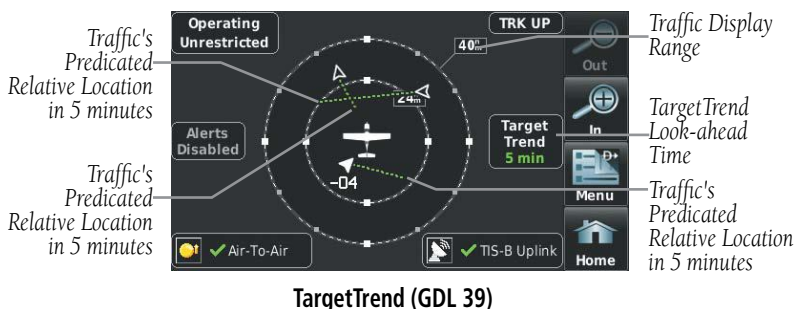 Traffic's
Predicated
Relative Location
in 5 minutes
Traffic's
Predicated
Relative Location
in 5 minutes
Operating
Unrestricted
TRK UP
40nm
24nm
Alerts
Disabled
Target
Trend
5 min
-04
Air-To-Air
TIS-B Uplink
Out
In
D
Menu
Home
Traffic Display
Range
TargetTrend
Look-ahead
Time
Traffic's
Predicated
Relative Location
in 5 minutes
TargetTrend (GDL 39)